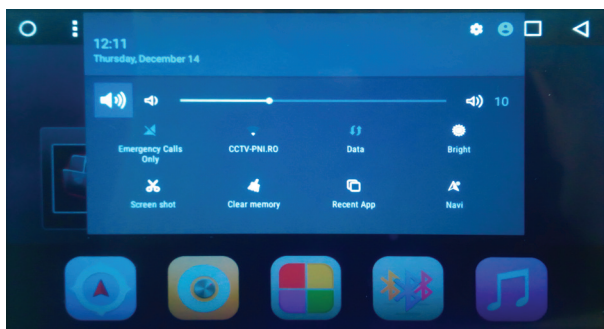 12:11
Thursday, December 14
10
Emergency Calls
Only
CCTV-PNI.RO
Data
Bright
Screen shot
Clear memory
Recent App
Navi